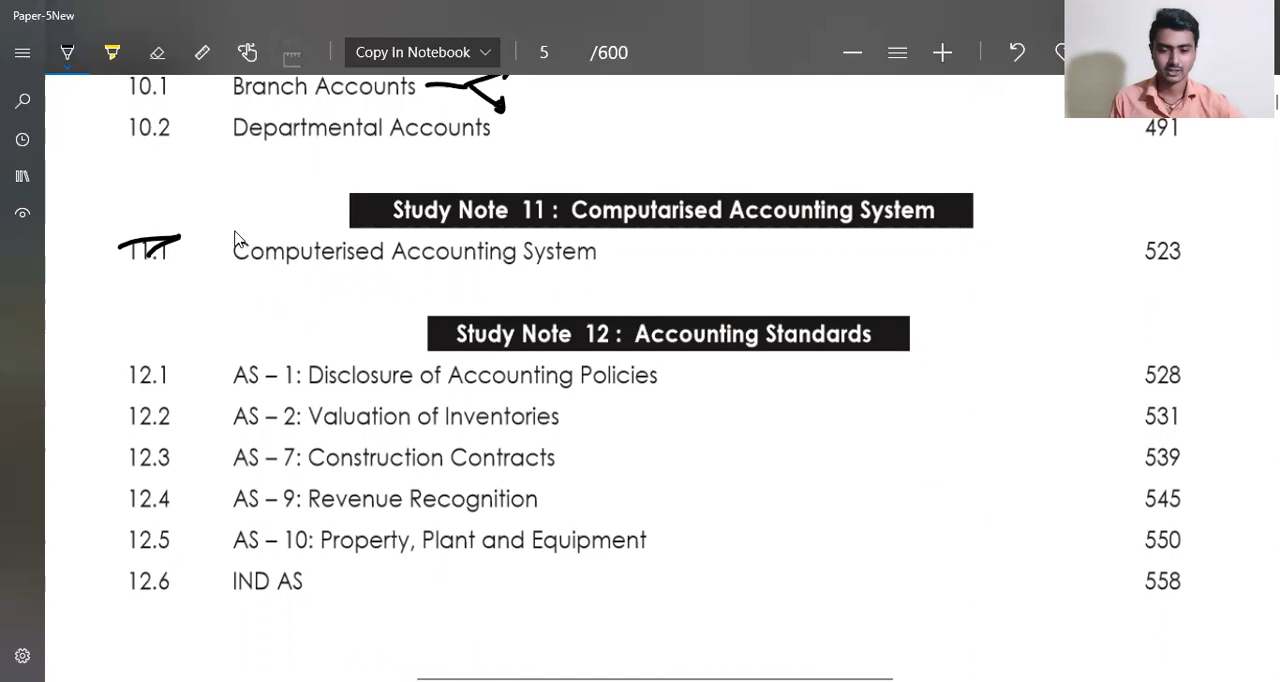 Paper-5New
Copy In Notebook 5 /600
10.1 Branch Accounts
10.2 Departmental Accounts 491
Study Note 11 : Computarised Accounting System
11.1 Computerised Accounting System 523
Study Note 12 : Accounting Standards
12.1 AS – 1: Disclosure of Accounting Policies 528
12.2 AS – 2: Valuation of Inventories 531
12.3 AS – 7: Construction Contracts 539
12.4 AS – 9: Revenue Recognition 545
12.5 AS – 10: Property, Plant and Equipment 550
12.6 IND AS 558